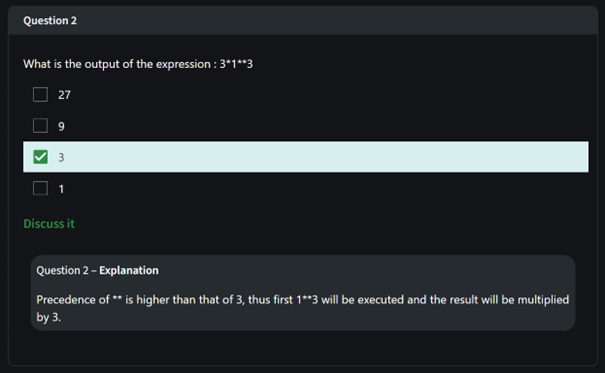 Question 2
What is the output of the expression : 3*1**3
27
9
3
1
Discuss it
Question 2 – Explanation
Precedence of ** is higher than that of 3, thus first 1**3 will be executed and the result will be multiplied
by 3.